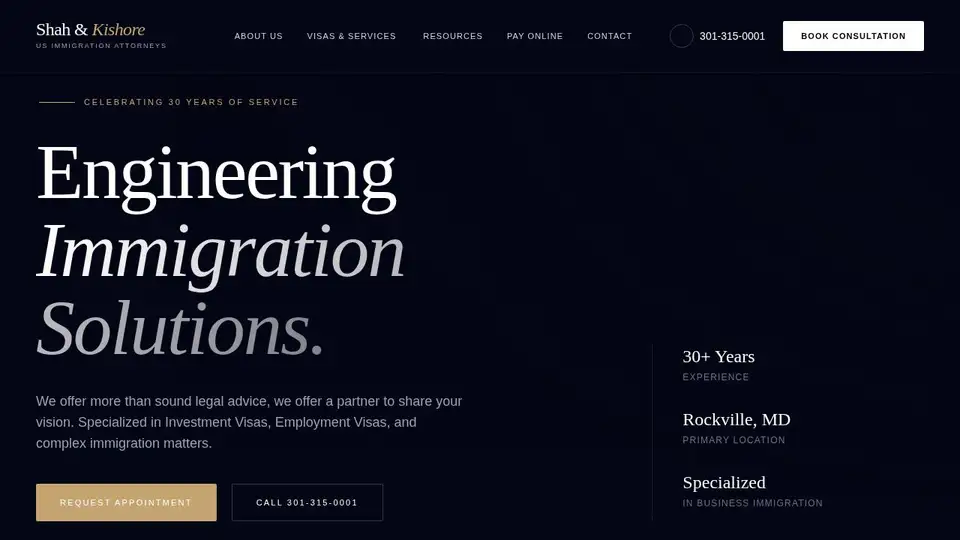 Shah & Kishore
US IMMIGRATION ATTORNEYS
ABOUT US
VISAS & SERVICES
RESOURCES
PAY ONLINE
CONTACT
301-315-0001
BOOK CONSULTATION
CELEBRATING 30 YEARS OF SERVICE
Engineering
Immigration
Solutions.
We offer more than sound legal advice, we offer a partner to share your
vision. Specialized in Investment Visas, Employment Visas, and
complex immigration matters.
REQUEST APPOINTMENT
CALL 301-315-0001
30+ Years
EXPERIENCE
Rockville, MD
PRIMARY LOCATION
Specialized
IN BUSINESS IMMIGRATION